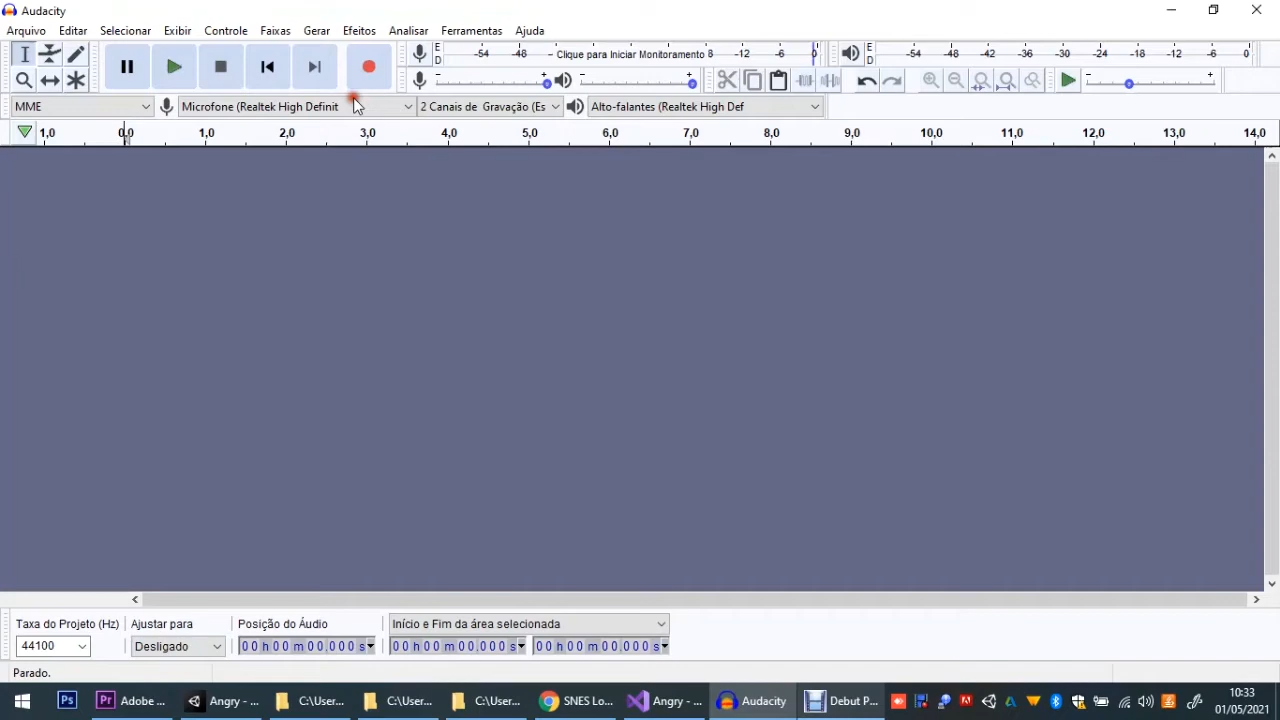 Audacity
Arquivo Editar Selecionar Exibir Controle Faixas Gerar Efeitos Analisar Ferramentas Ajuda
E D -54 -48 - Clique para Iniciar Monitoramento 8 -12 -6 0
E D -54 -48 -42 -36 -30 -24 -18 -12 -6 0
MME Microfone (Realtek High Definit 2 Canais de Gravação (Es Alto-falantes (Realtek High Def
1,0 0,0 1,0 2,0 3,0 4,0 5,0 6,0 7,0 8,0 9,0 10,0 11,0 12,0 13,0 14,0
Taxa do Projeto (Hz) Ajustar para Posição do Áudio Início e Fim da área selecionada
44100 Desligado 00 h 00 m 00.000 s 00 h 00 m 00.000 s 00 h 00 m 00.000 s
Parado.
Ps Pr Adobe ... Angry - ... C:\User... C:\User... C:\User... SNES Lo... Angry - ... Audacity Debut P... 10:33
01/05/2021